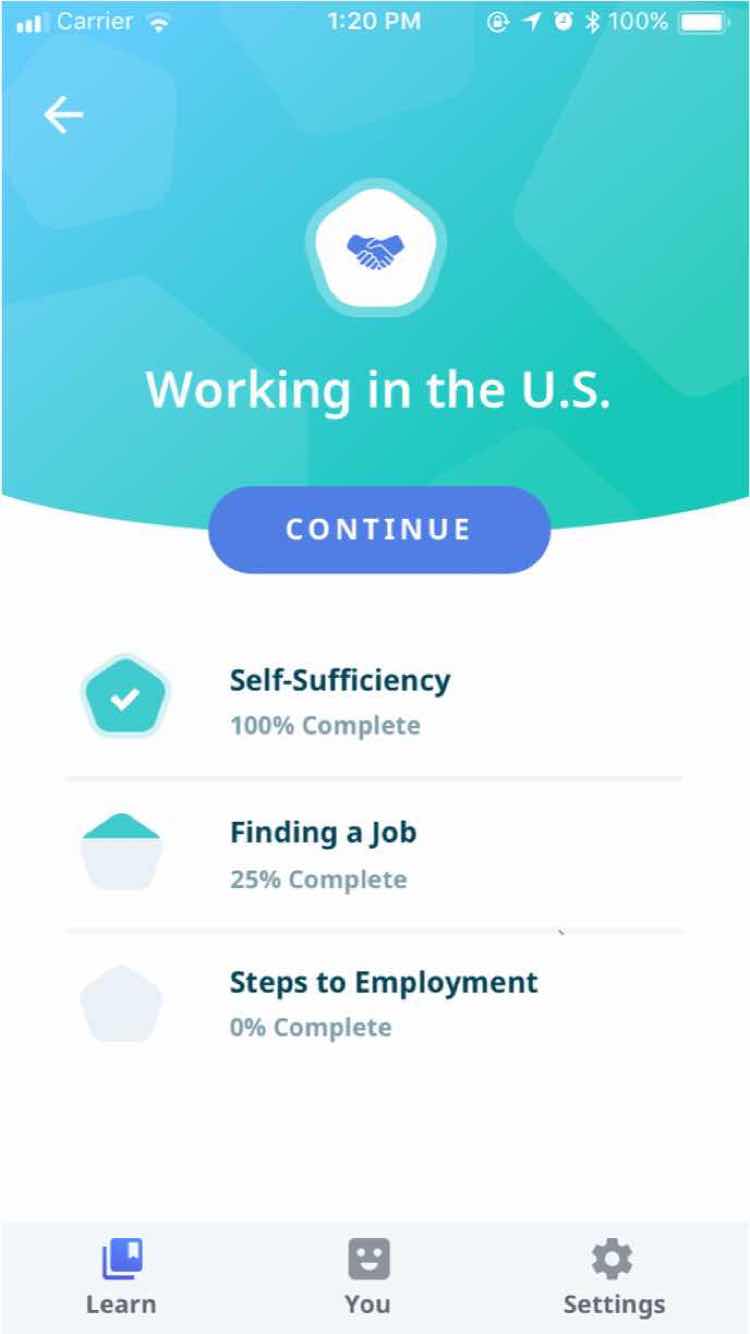 Carrier 1:20 PM 100%
Working in the U.S.
CONTINUE
Self-Sufficiency
100% Complete
Finding a Job
25% Complete
Steps to Employment
0% Complete
Learn You Settings